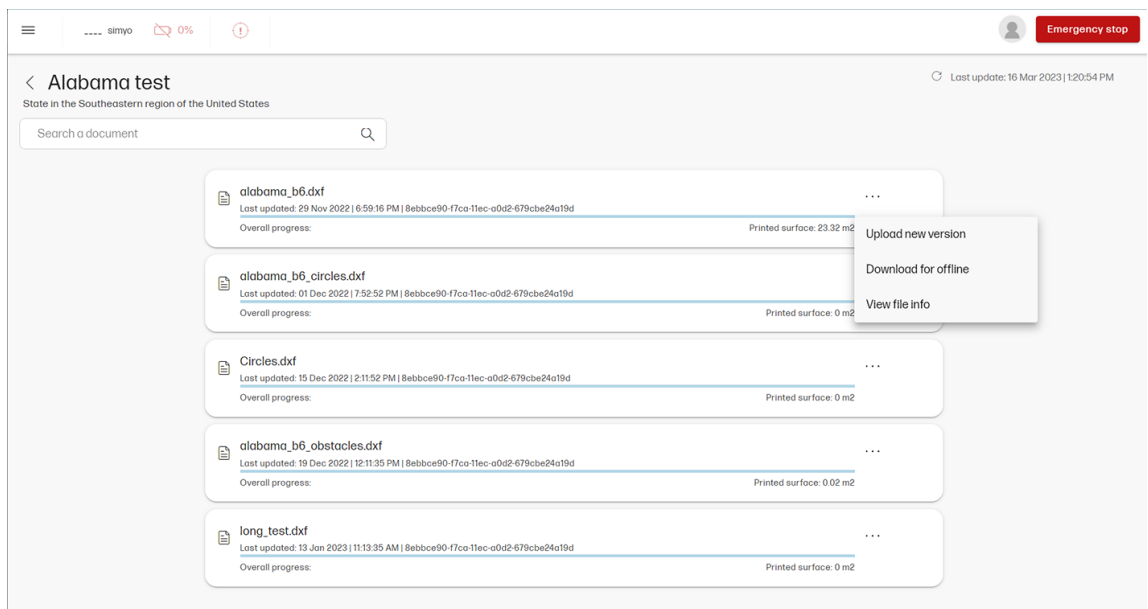 ---- simyo 0% Emergency stop
Alabama test
Last update: 16 Mar 2023 | 1:20:54 PM
State in the Southeastern region of the United States
Search a document
alabama_b6.dxf
...
Last updated: 29 Nov 2022 | 6:59:16 PM | 8ebbce90-f7ca-11ec-a0d2-679cbe24a19d
Overall progress: Printed surface: 23.32 m2
Upload new version
Download for offline
View file info
alabama_b6_circles.dxf
Last updated: 01 Dec 2022 | 7:52:52 PM | 8ebbce90-f7ca-11ec-a0d2-679cbe24a19d
Overall progress: Printed surface: 0 m2
Circles.dxf
...
Last updated: 15 Dec 2022 | 2:11:52 PM | 8ebbce90-f7ca-11ec-a0d2-679cbe24a19d
Overall progress: Printed surface: 0 m2
alabama_b6_obstacles.dxf
...
Last updated: 19 Dec 2022 | 12:11:35 PM | 8ebbce90-f7ca-11ec-a0d2-679cbe24a19d
Overall progress: Printed surface: 0.02 m2
long_test.dxf
...
Last updated: 13 Jan 2023 | 11:13:35 AM | 8ebbce90-f7ca-11ec-a0d2-679cbe24a19d
Overall progress: Printed surface: 0 m2